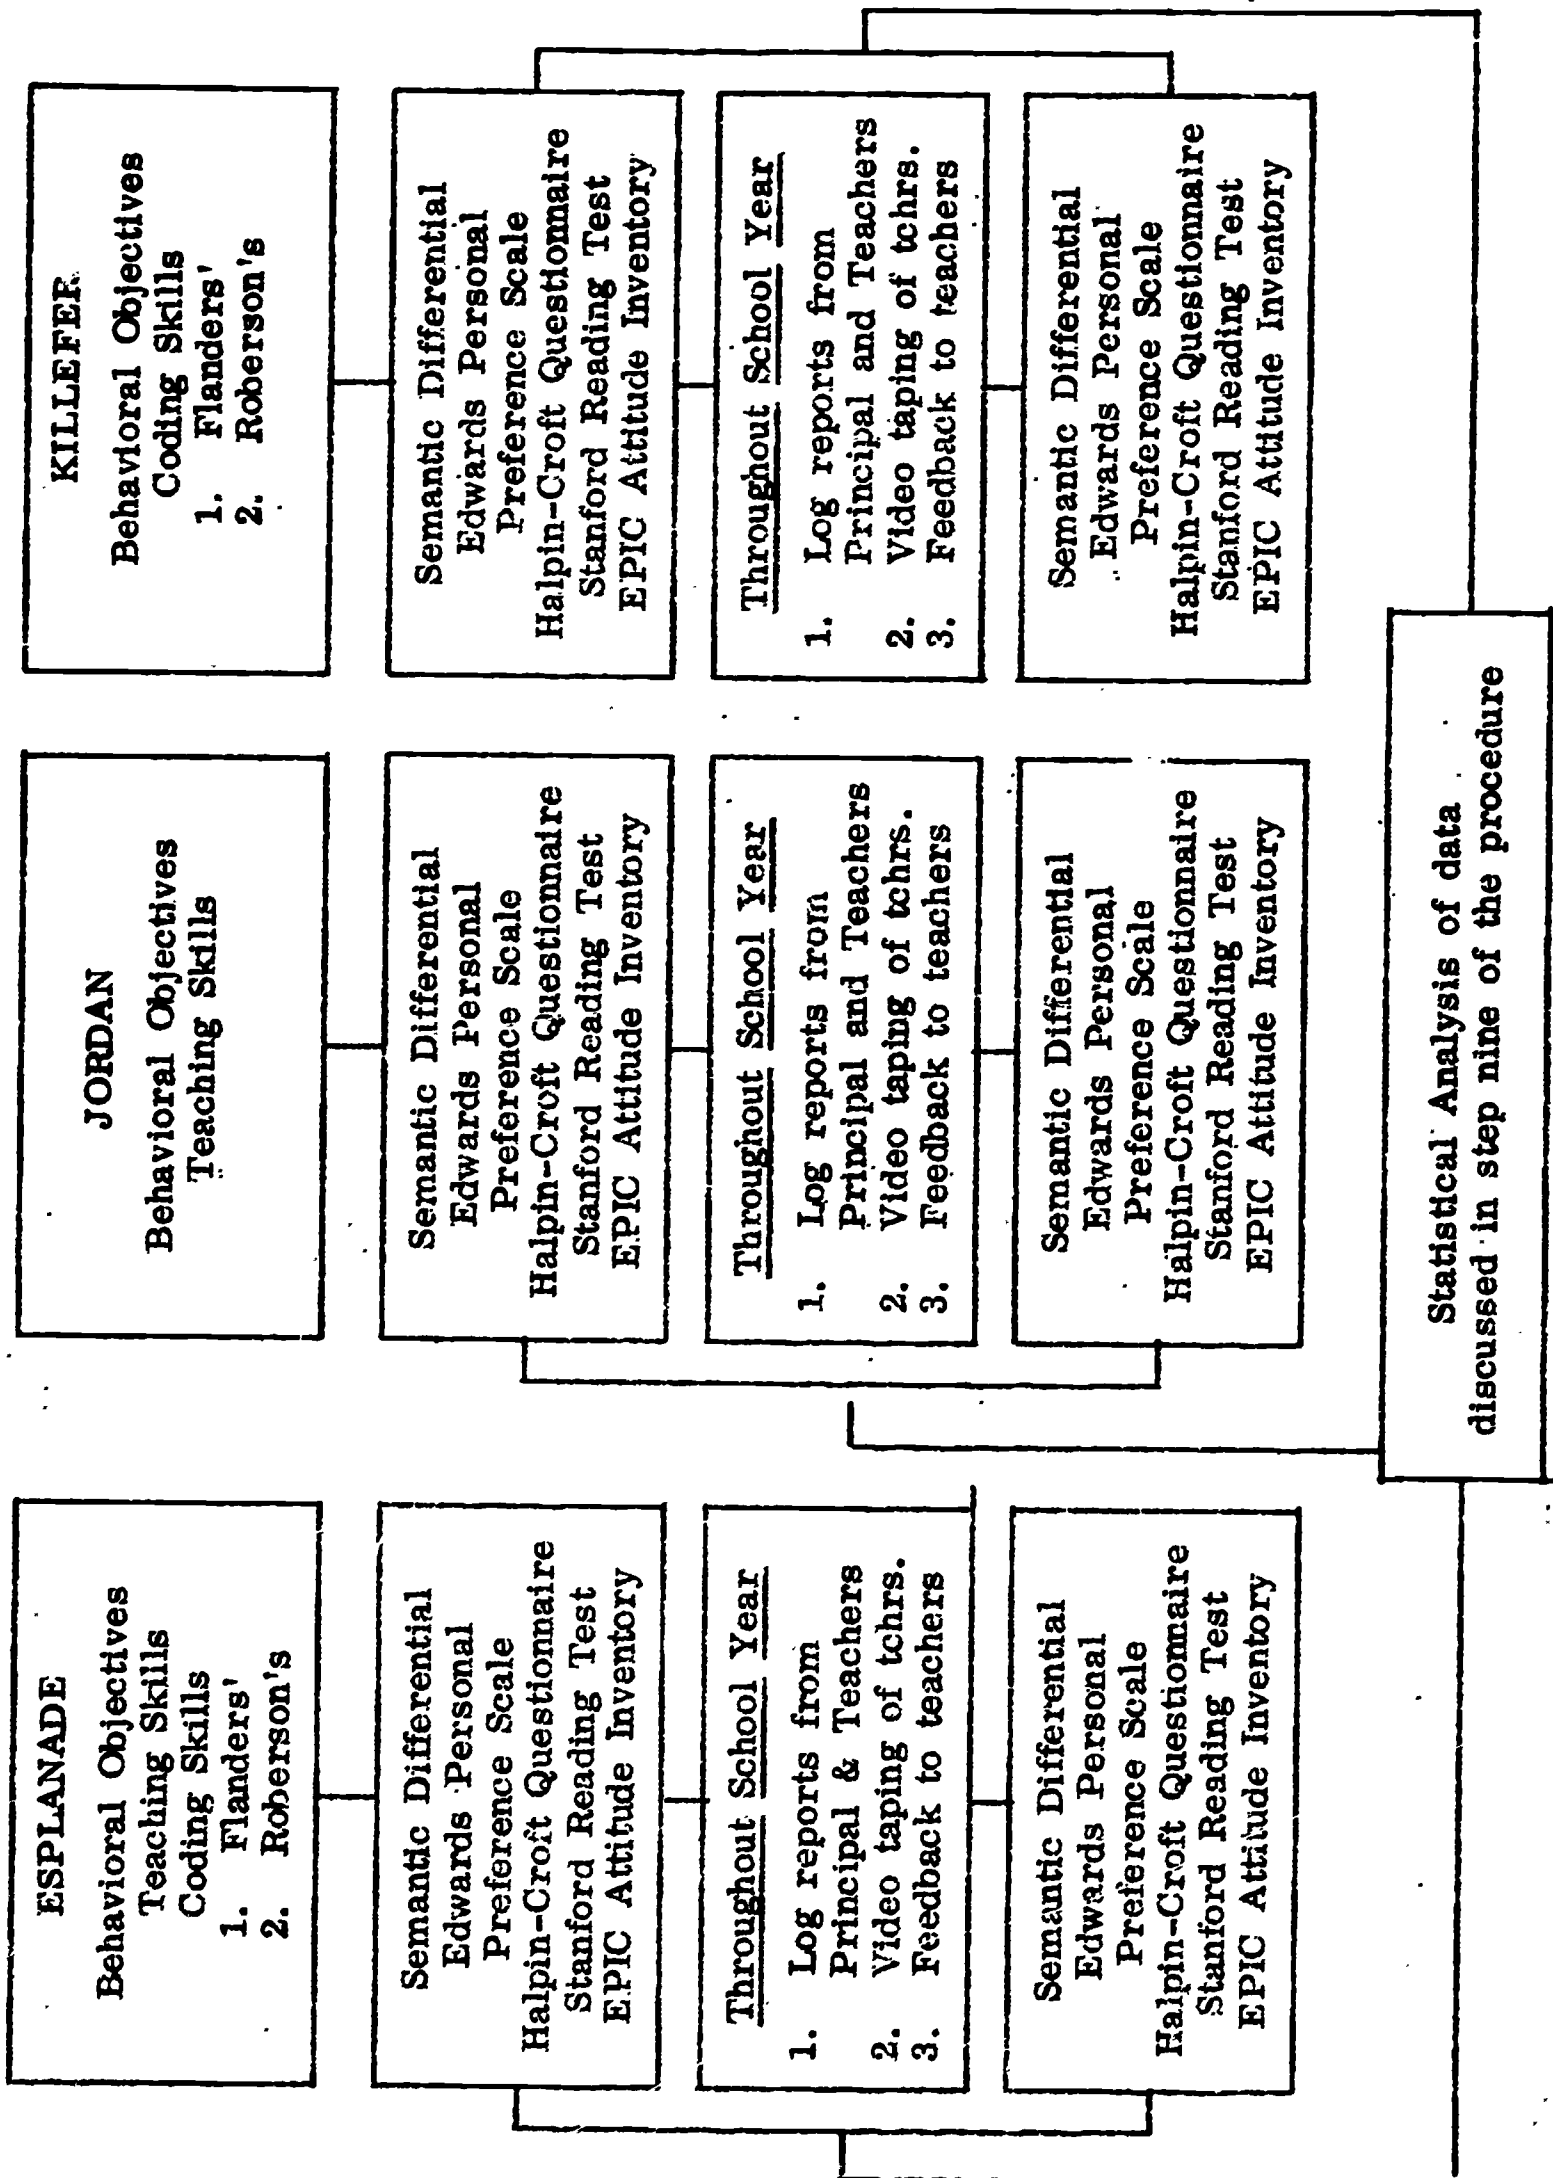 ESPLANADE
Behavioral Objectives
Teaching Skills
Coding Skills
1. Flanders'
2. Roberson's
Semantic Differential
Edwards Personal
Preference Scale
Halpin-Croft Questionnaire
Stanford Reading Test
EPIC Attitude Inventory
Throughout School Year
1. Log reports from
Principal & Teachers
2. Video taping of tchrs.
3. Feedback to teachers
Semantic Differential
Edwards Personal
Preference Scale
Halpin-Croft Questionnaire
Stanford Reading Test
EPIC Attitude Inventory
JORDAN
Behavioral Objectives
Teaching Skills
Semantic Differential
Edwards Personal
Preference Scale
Halpin-Croft Questionnaire
Stanford Reading Test
EPIC Attitude Inventory
Throughout School Year
1. Log reports from
Principal and Teachers
2. Video taping of tchrs.
3. Feedback to teachers
Semantic Differential
Edwards Personal
Preference Scale
Halpin-Croft Questionnaire
Stanford Reading Test
EPIC Attitude Inventory
KILLEFER
Behavioral Objectives
Coding Skills
1. Flanders'
2. Roberson's
Semantic Differential
Edwards Personal
Preference Scale
Halpin-Croft Questionnaire
Stanford Reading Test
EPIC Attitude Inventory
Throughout School Year
1. Log reports from
Principal and Teachers
2. Video taping of tchrs.
3. Feedback to teachers
Semantic Differential
Edwards Personal
Preference Scale
Halpin-Croft Questionnaire
Stanford Reading Test
EPIC Attitude Inventory
Statistical Analysis of data
discussed in step nine of the procedure